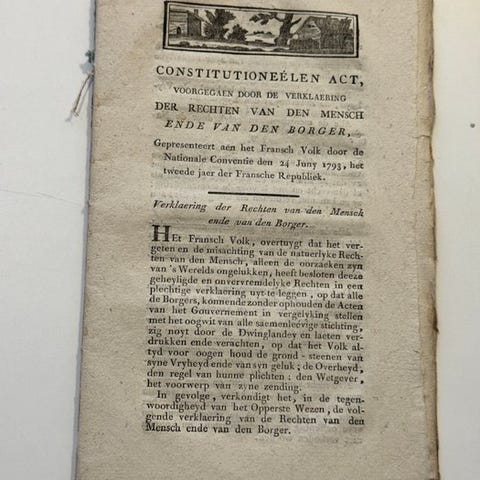 CONSTITUTIONEÉLEN ACT,
VOORGEGAEN DOOR DE VERKLAERING
DER RECHTEN VAN DEN MENSCH
ENDE VAN DEN BORGER,
Gepresenteert aen het Fransch Volk door de
Nationale Conventie den 24 Juny 1793, het
tweede jaer der Fransche Republiek.
Verklaering der Rechten van den Mensch
ende van den Borger.
HEt Fransch Volk, overtuygt dat het ver-
geten en de misachting van de natuerlyke Rech-
ten van den Mensch, alleen de oorzaeken zyn
van 's Werelds ongelukken, heeft besloten deeze
geheyligde en onvervremdelyke Rechten in een
plechtige verklaering uyt te leggen, op dat alle
de Borgers, konnende zonder ophouden de Acten
van het Gouvernement in vergelyking stellen
met het oogwit van alle saemenleevige stichting,
zig noyt door de Dwinglandey en laeten ver-
drukken ende verachten, op dat het Volk al-
tyd voor oogen houd de grond-steenen van
syne Vryheyd ende van syn geluk; de Overheyd,
den regel van hunne plichten; den Wetgever,
het voorwerp van zyne zending.
In gevolge, verkondigt het, in de tegen-
woordigheyd van het Opperste Wezen, de vol-
gende verklaering van de Rechten van den
Mensch ende van den Borger.